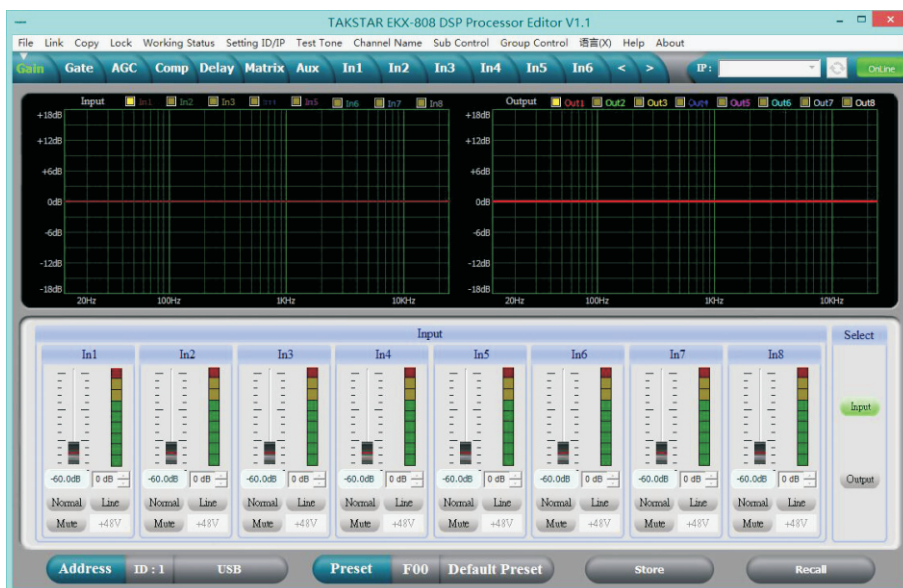 TAKSTAR EKX-808 DSP Processor Editor V1.1
File Link Copy Lock Working Status Setting ID/IP Test Tone Channel Name Sub Control Group Control 语言(X) Help About
Gain Gate AGC Comp Delay Matrix Aux In1 In2 In3 In4 In5 In6 < > IP: OnLine
Input In1 In2 In3 In4 In5 In6 In7 In8
+18dB
+12dB
+6dB
0dB
-6dB
-12dB
-18dB
20Hz 100Hz 1KHz 10KHz
Output Out1 Out2 Out3 Out4 Out5 Out6 Out7 Out8
+18dB
+12dB
+6dB
0dB
-6dB
-12dB
-18dB
20Hz 100Hz 1KHz 10KHz
Input Select
In1 In2 In3 In4 In5 In6 In7 In8
Input
-60.0dB 0 dB -60.0dB 0 dB -60.0dB 0 dB -60.0dB 0 dB -60.0dB 0 dB -60.0dB 0 dB -60.0dB 0 dB -60.0dB 0 dB Output
Normal Line Normal Line Normal Line Normal Line Normal Line Normal Line Normal Line Normal Line
Mute +48V Mute +48V Mute +48V Mute +48V Mute +48V Mute +48V Mute +48V Mute +48V
Address ID : 1 USB Preset F00 Default Preset Store Recall